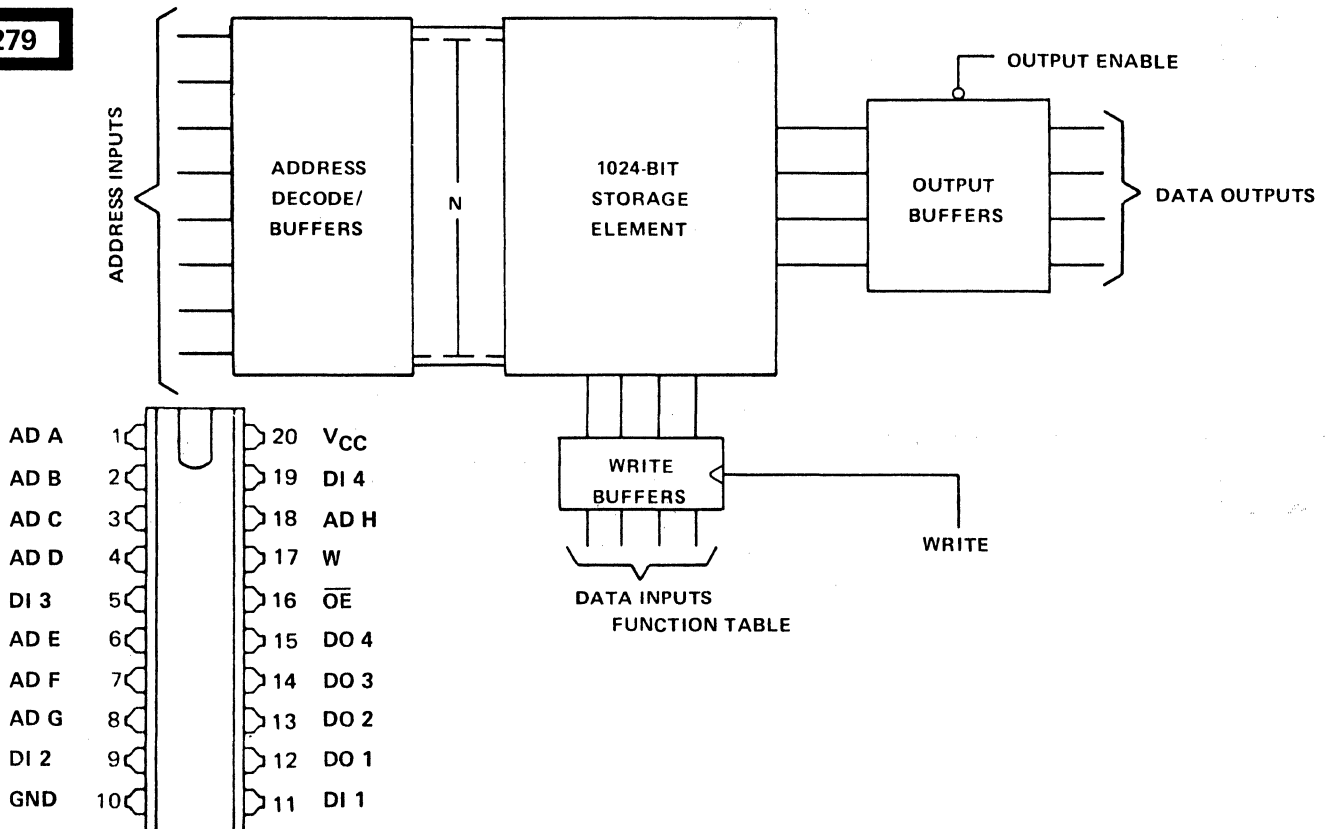 279
ADDRESS INPUTS
ADDRESS
DECODE/
BUFFERS
N
1024-BIT
STORAGE
ELEMENT
OUTPUT ENABLE
OUTPUT
BUFFERS
DATA OUTPUTS
WRITE
BUFFERS
WRITE
DATA INPUTS
FUNCTION TABLE
AD A 1 20 VCC
AD B 2 19 DI 4
AD C 3 18 AD H
AD D 4 17 W
DI 3 5 16 O̅E̅
AD E 6 15 DO 4
AD F 7 14 DO 3
AD G 8 13 DO 2
DI 2 9 12 DO 1
GND 10 11 DI 1